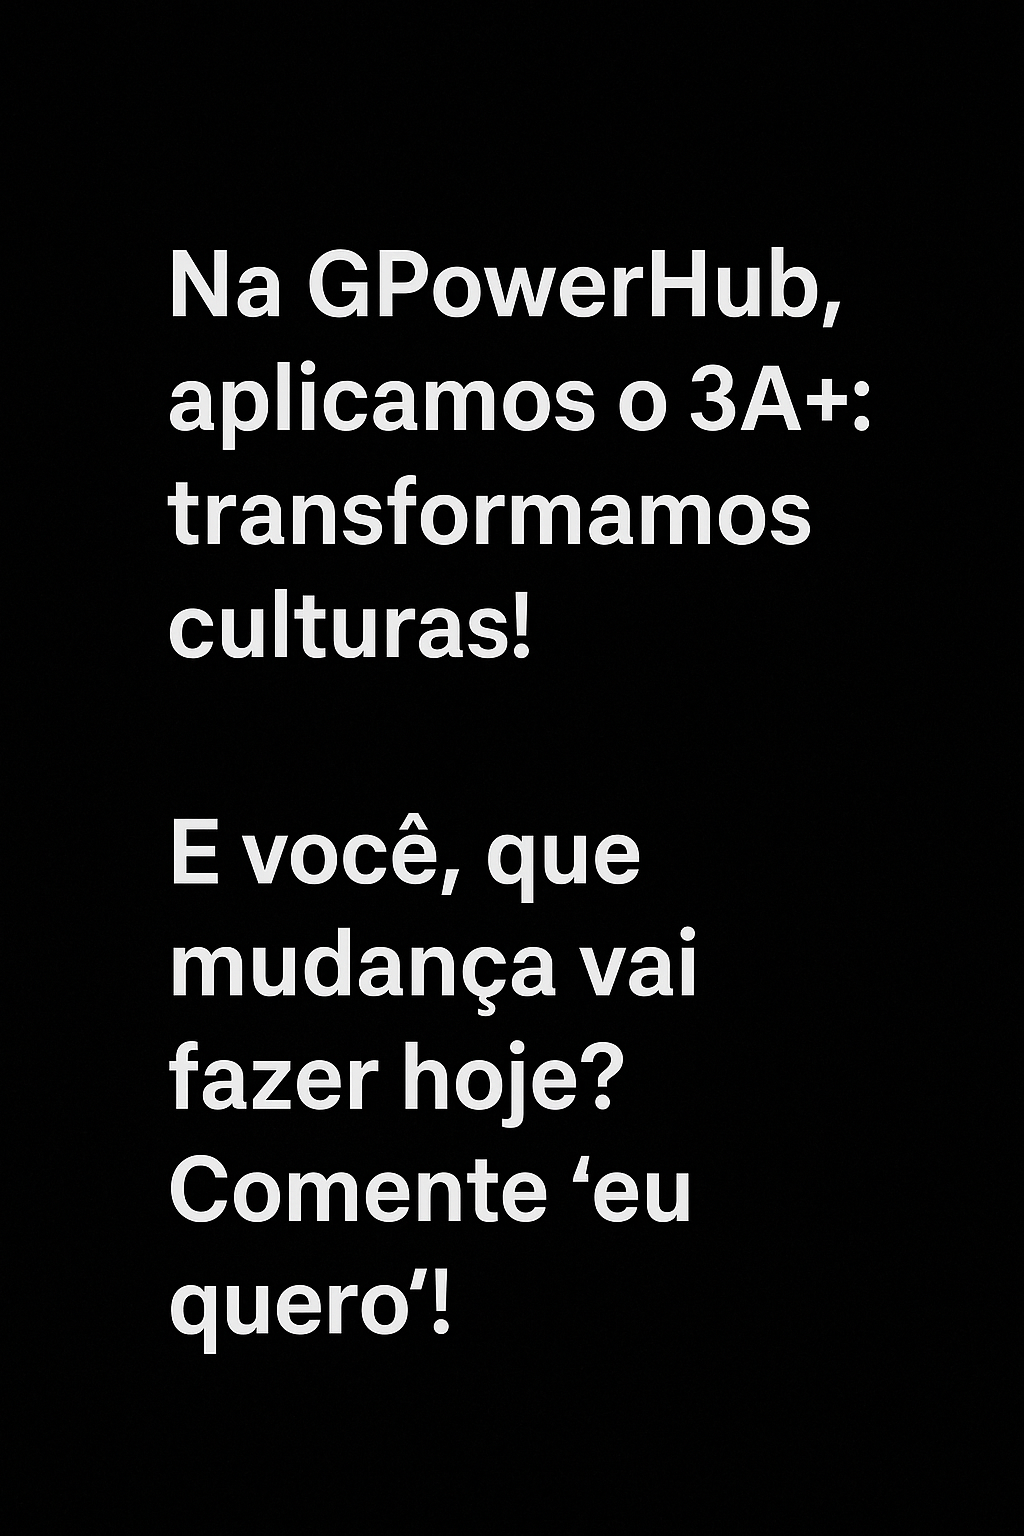 Na GPowerHub,
aplicamos o 3A+:
transformamos
culturas!
E você, que
mudança vai
fazer hoje?
Comente ‘eu
quero’!